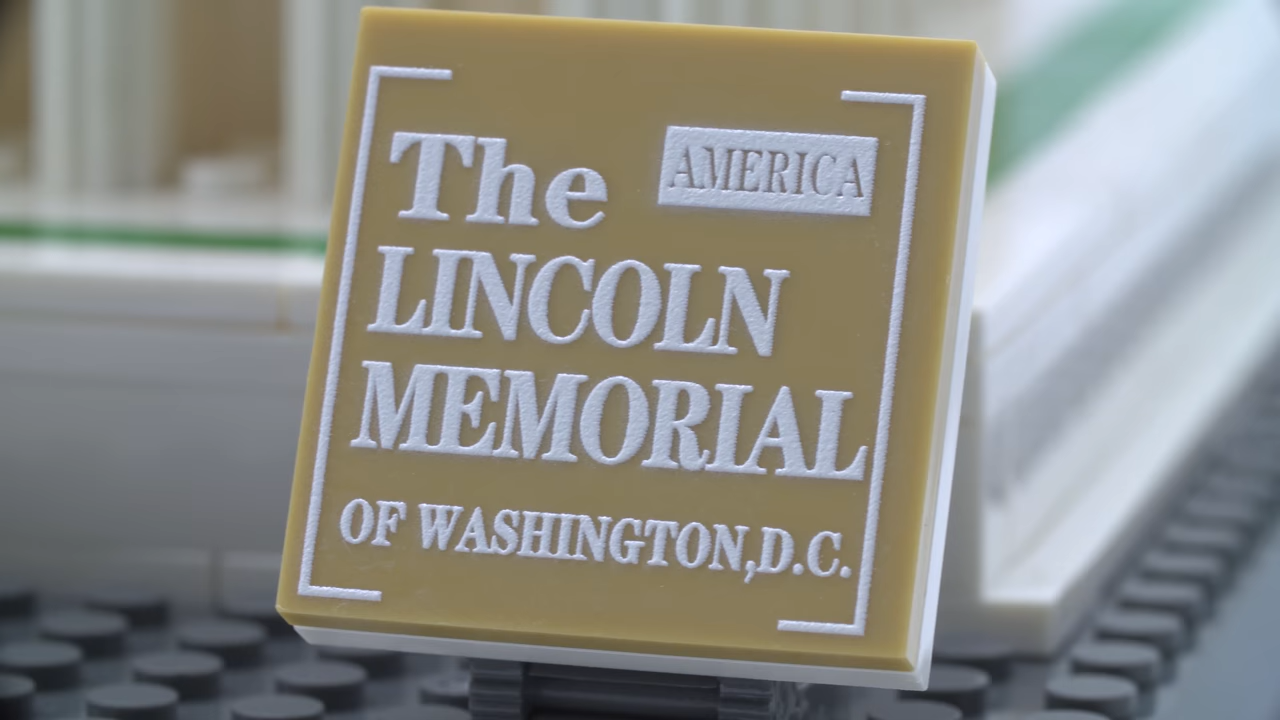 The
AMERICA
LINCOLN
MEMORIAL
OF WASHINGTON,D.C.